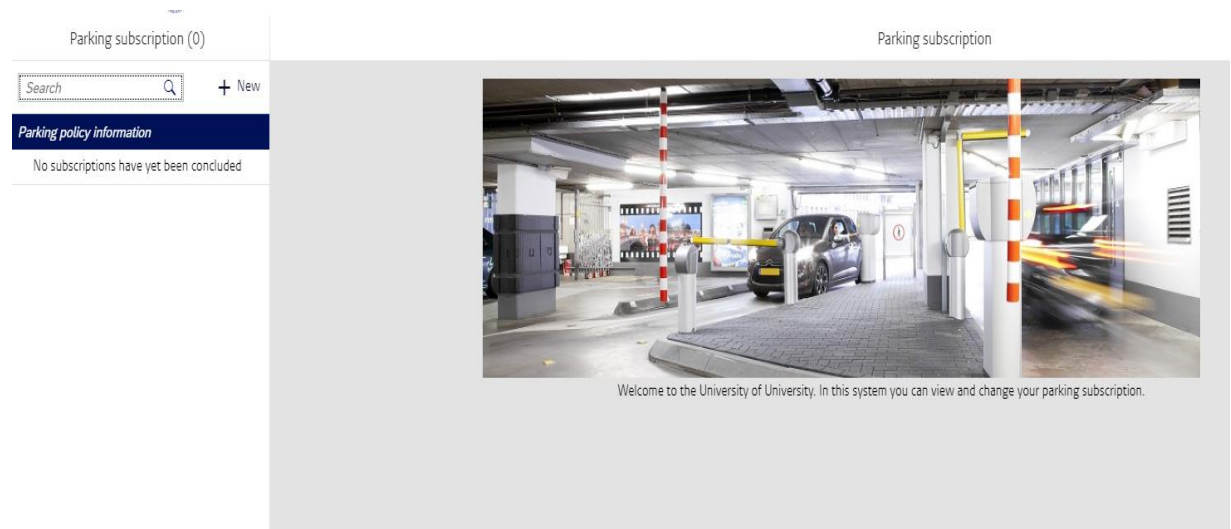 Parking subscription (0)
Parking subscription
Search
+ New
Parking policy information
No subscriptions have yet been concluded
Welcome to the University of University. In this system you can view and change your parking subscription.